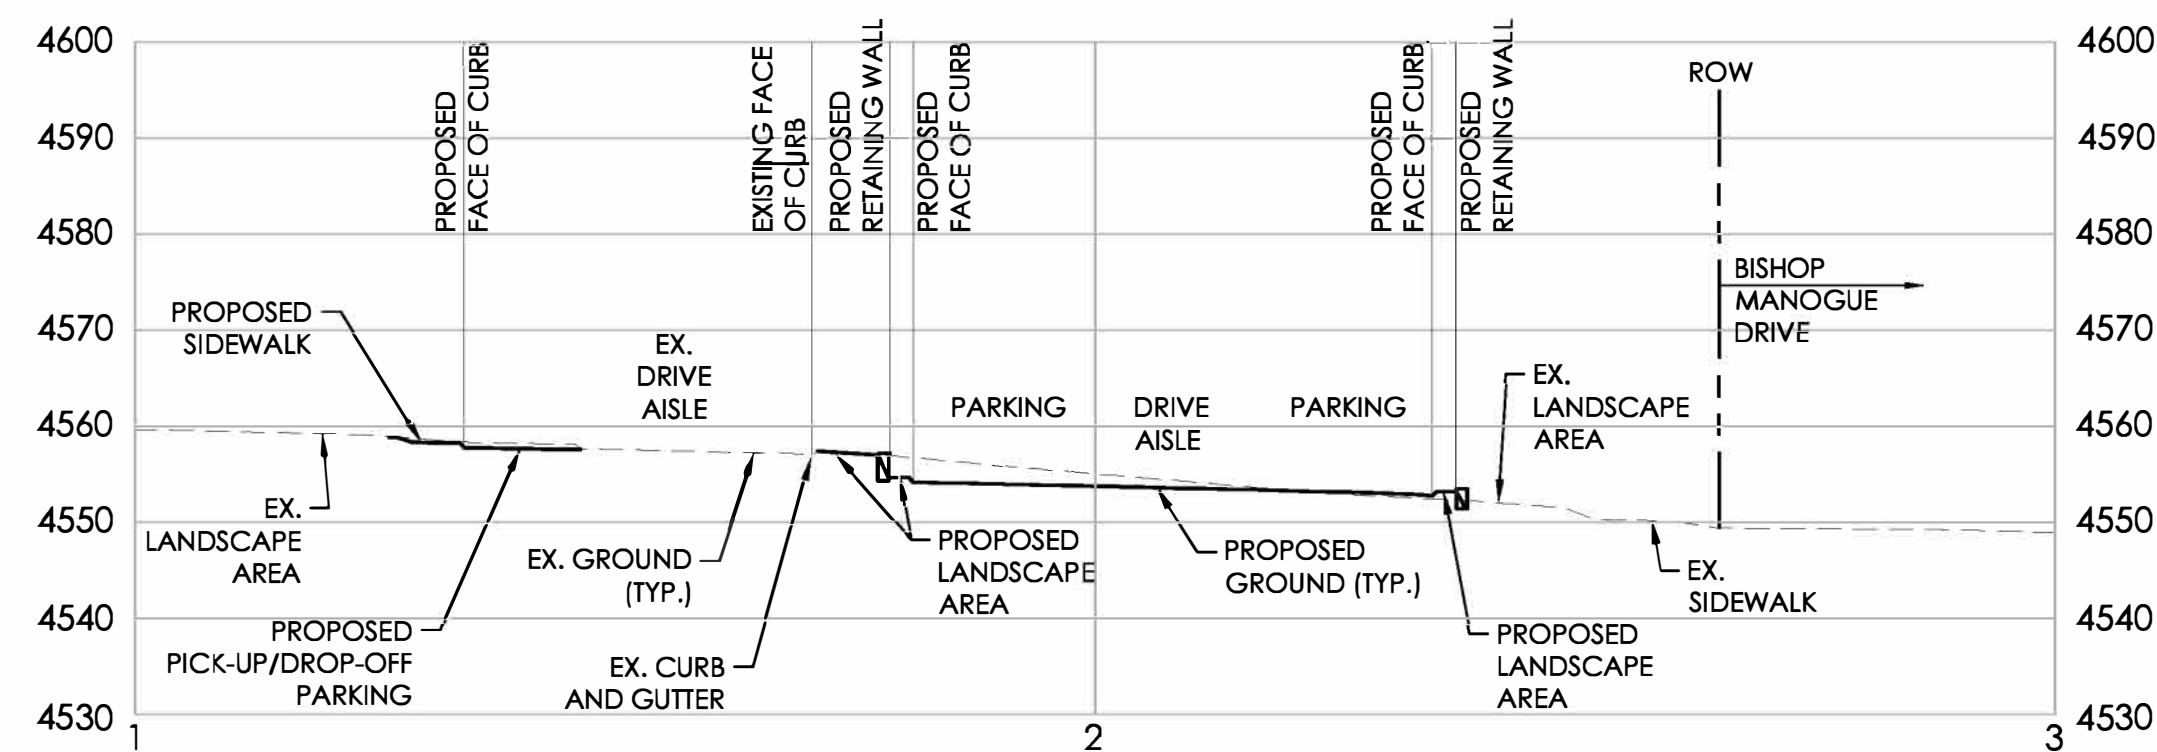 4600
4590
4580
4570
4560
4550
4540
4530
PROPOSED
FACE OF CURB
EXISTING FACE
OF CURB
PROPOSED
RETAINING WALL
PROPOSED
FACE OF CURB
PROPOSED
FACE OF CURB
PROPOSED
RETAINING WALL
ROW
BISHOP
MANOGUE
DRIVE
PROPOSED
SIDEWALK
EX.
DRIVE
AISLE
PARKING
DRIVE
AISLE
PARKING
EX.
LANDSCAPE
AREA
EX.
LANDSCAPE
AREA
EX. GROUND
(TYP.)
PROPOSED
LANDSCAPE
AREA
PROPOSED
GROUND (TYP.)
EX.
SIDEWALK
PROPOSED
PICK-UP/DROP-OFF
PARKING
EX. CURB
AND GUTTER
PROPOSED
LANDSCAPE
AREA
4600
4590
4580
4570
4560
4550
4540
4530
1
2
3